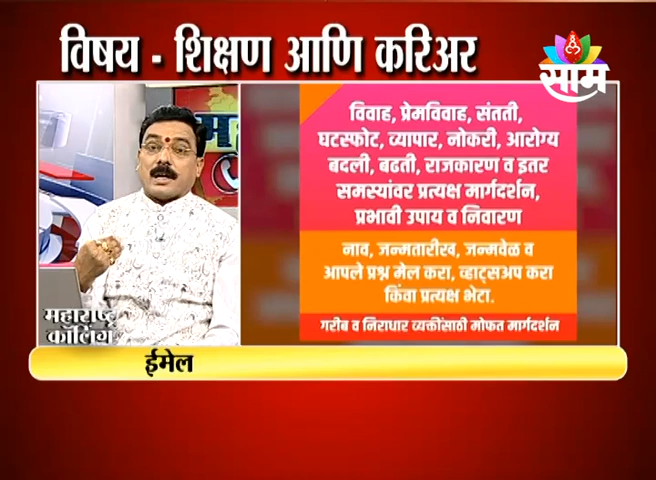 विषय - शिक्षण आणि करिअर
साम
विवाह, प्रेमविवाह, संतती,
घटस्फोट, व्यापार, नोकरी, आरोग्य
बदली, बढती, राजकारण व इतर
समस्यांवर प्रत्यक्ष मार्गदर्शन,
प्रभावी उपाय व निवारण
नाव, जन्मतारीख, जन्मवेळ व
आपले प्रश्न मेल करा, व्हाट्सअप करा
किंवा प्रत्यक्ष भेटा.
गरीब व निराधार व्यक्तींसाठी मोफत मार्गदर्शन
महाराष्ट्र
कॉलिंग
ईमेल